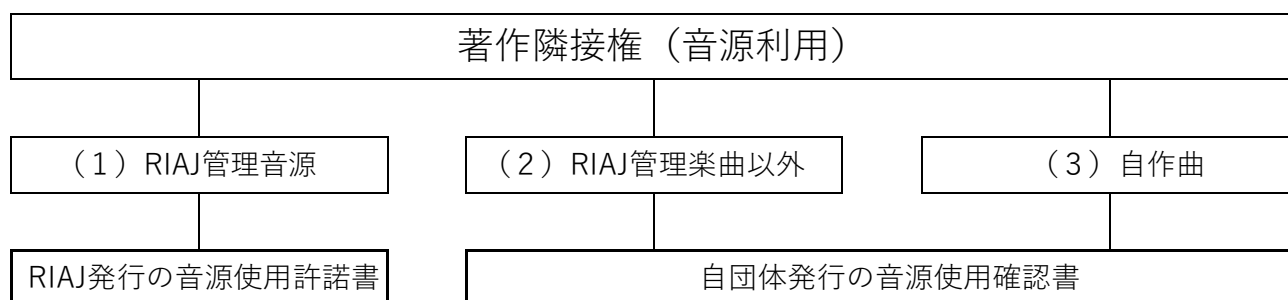 著作隣接権（音源利用）
（１）RIAJ管理音源
（２）RIAJ管理楽曲以外
（３）自作曲
RIAJ発行の音源使用許諾書
自団体発行の音源使用確認書